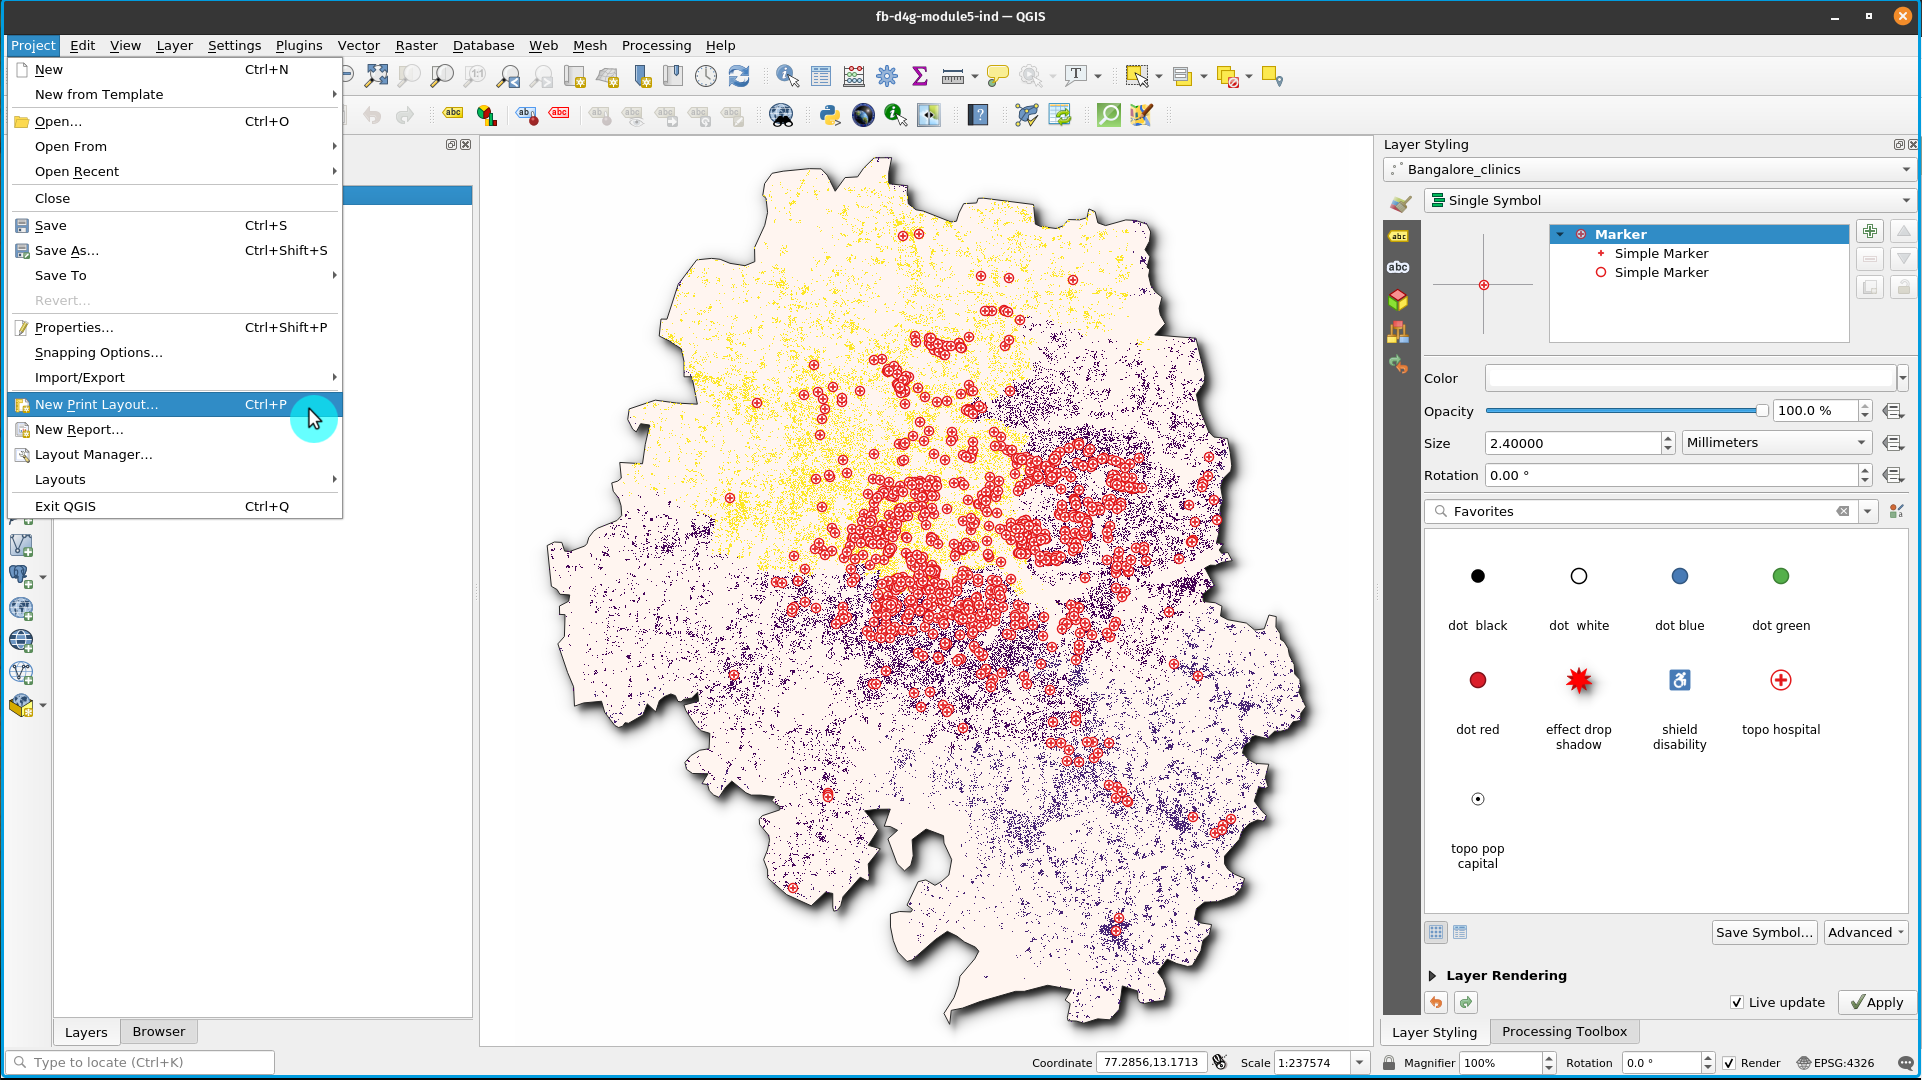 fb-d4g-module5-ind — QGIS
Project Edit View Layer Settings Plugins Vector Raster Database Web Mesh Processing Help
New Ctrl+N
New from Template
Open... Ctrl+O
Open From
Open Recent
Close
Save Ctrl+S
Save As... Ctrl+Shift+S
Save To
Revert...
Properties... Ctrl+Shift+P
Snapping Options...
Import/Export
New Print Layout... Ctrl+P
New Report...
Layout Manager...
Layouts
Exit QGIS Ctrl+Q
Layers Browser
Type to locate (Ctrl+K)
1:1
T
abc abc abc
Layer Styling
Bangalore_clinics
Single Symbol
abc
abc
Marker
Simple Marker
Simple Marker
Color
Opacity 100.0 %
Size 2.40000 Millimeters
Rotation 0.00 °
Favorites
dot black dot white dot blue dot green
dot red effect drop shadow shield disability topo hospital
topo pop capital
Save Symbol... Advanced
Layer Rendering
Live update Apply
Layer Styling Processing Toolbox
Coordinate 77.2856,13.1713 Scale 1:237574 Magnifier 100% Rotation 0.0 ° Render EPSG:4326